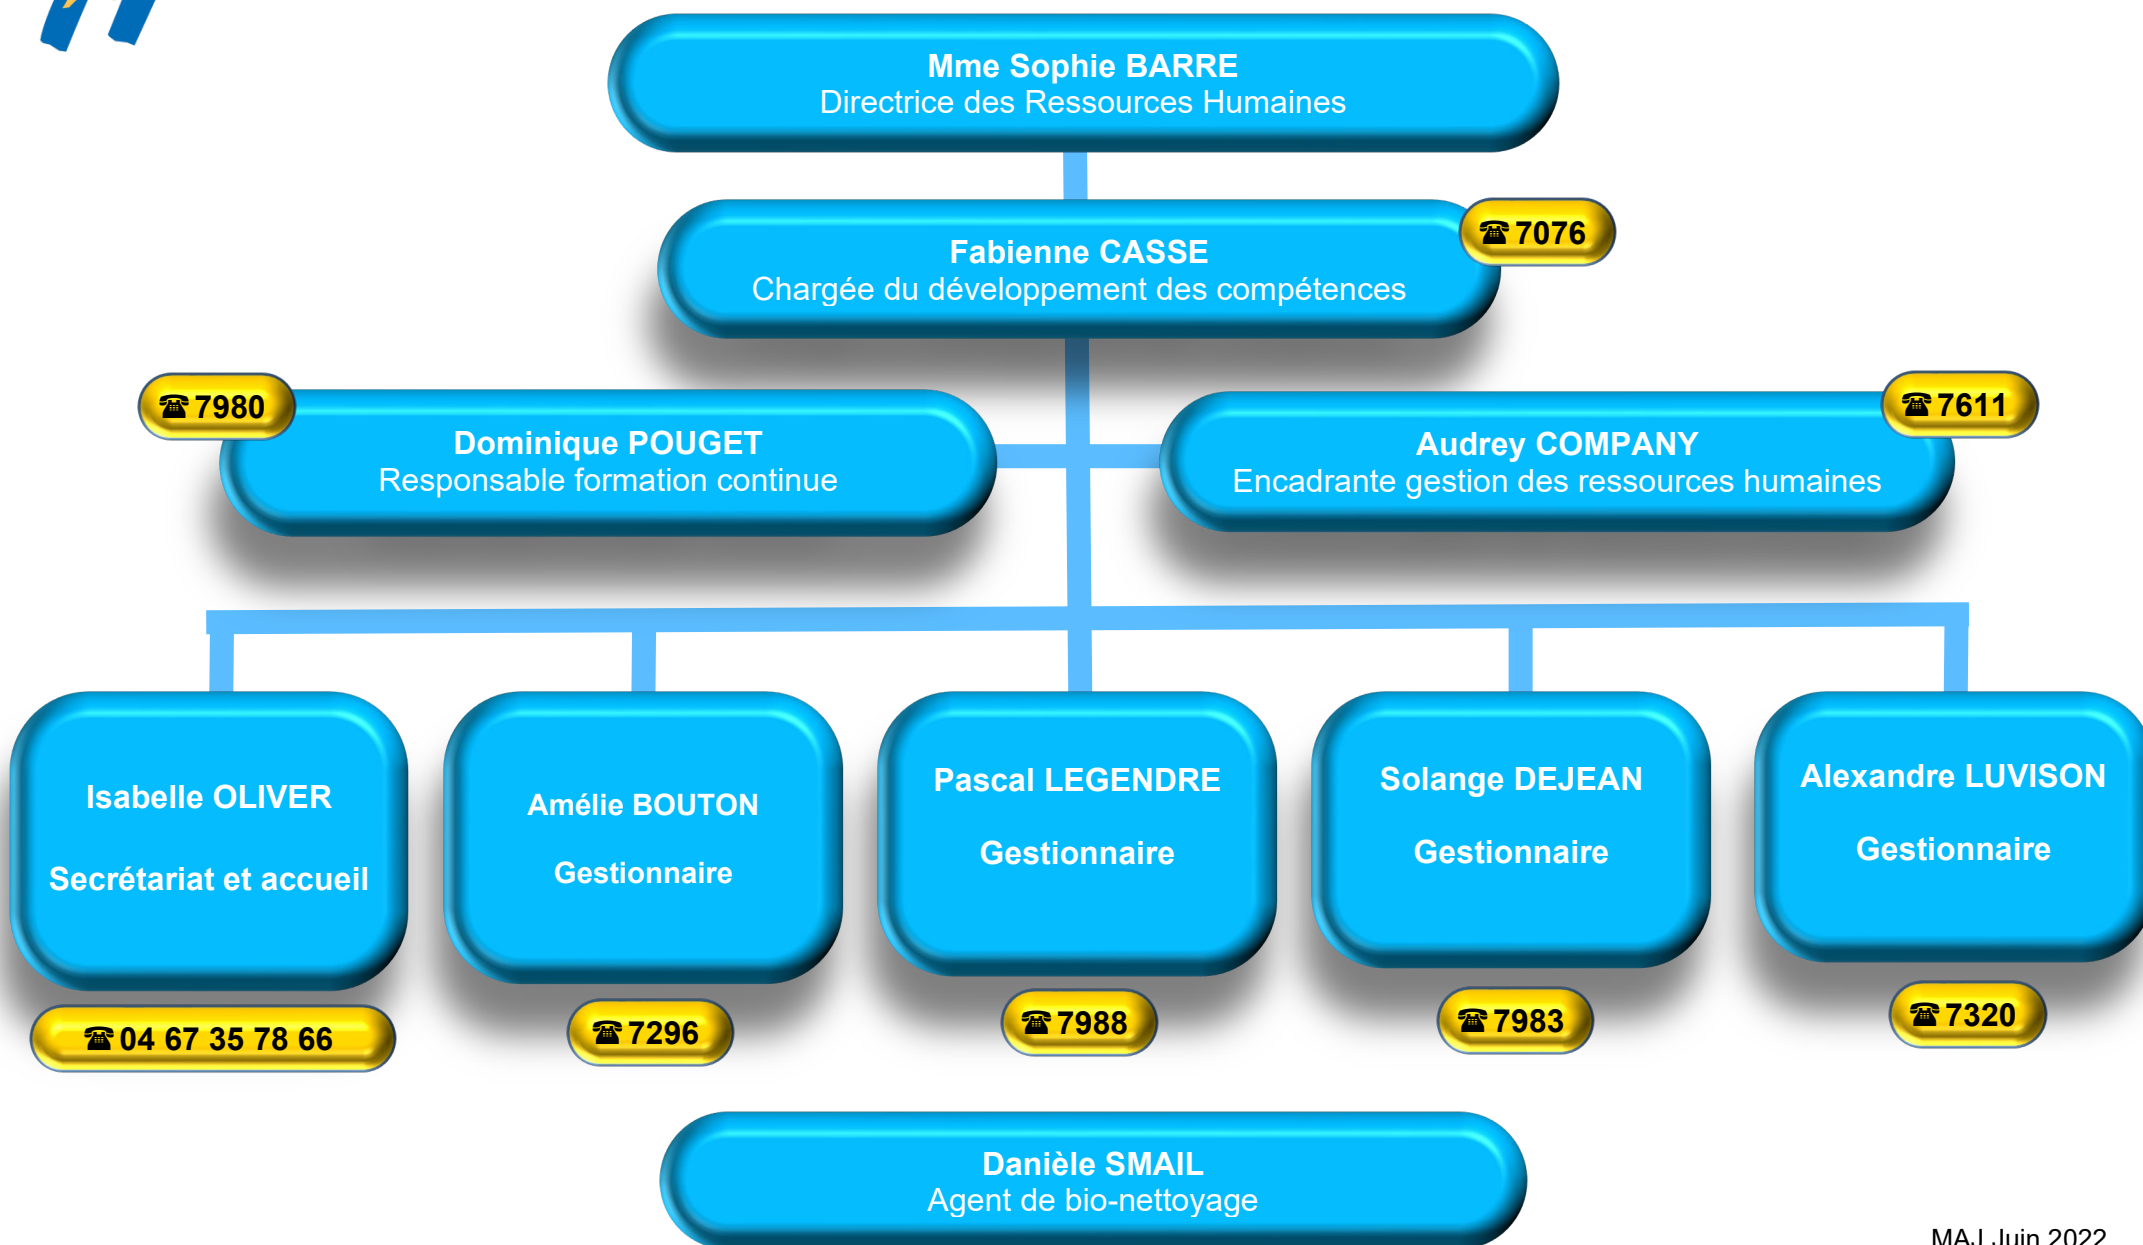 Mme Sophie BARRE
Directrice des Ressources Humaines
☎ 7076
Fabienne CASSE
Chargée du développement des compétences
☎ 7980
Dominique POUGET
Responsable formation continue
☎ 7611
Audrey COMPANY
Encadrante gestion des ressources humaines
Isabelle OLIVER
Secrétariat et accueil
☎ 04 67 35 78 66
Amélie BOUTON
Gestionnaire
☎ 7296
Pascal LEGENDRE
Gestionnaire
☎ 7988
Solange DEJEAN
Gestionnaire
☎ 7983
Alexandre LUVISON
Gestionnaire
☎ 7320
Danièle SMAIL
Agent de bio-nettoyage
MAJ Juin 2022